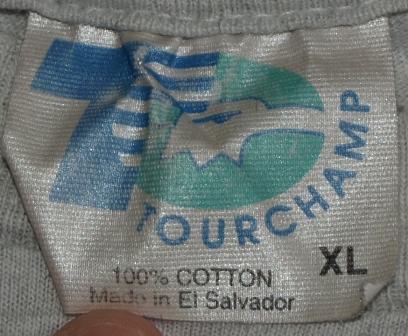 TOURCHAMP
XL
100% COTTON
Made in El Salvador